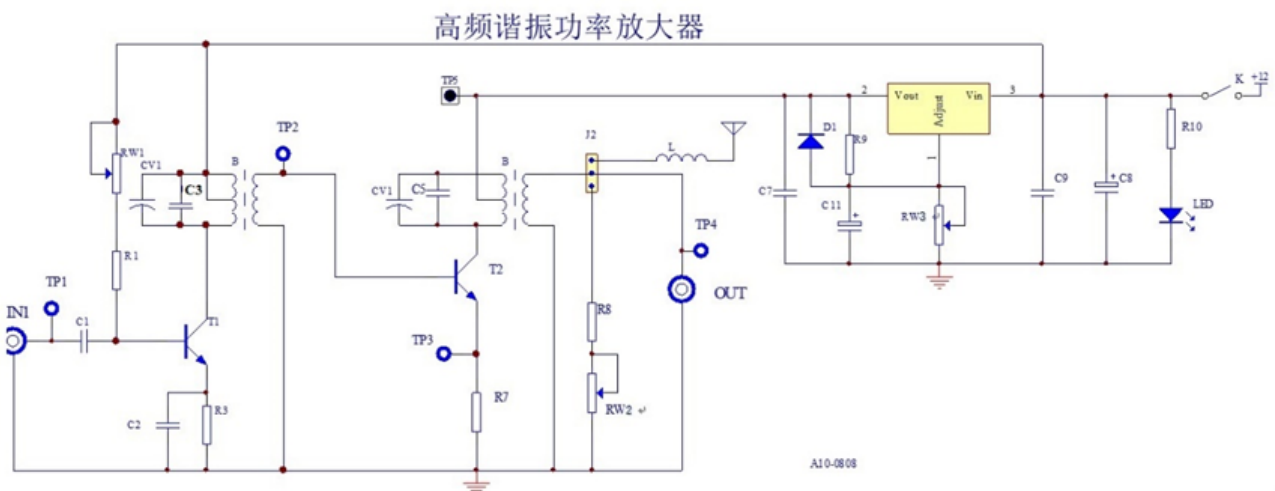 高频谐振功率放大器
TP5
K
+12
2
Vout
Vin
3
Adjust
1
D1
R9
R10
TP2
J2
L
RW1
CV1
C3
B
CV1
C5
B
C7
C11
+
RW3
C9
+
C8
LED
TP4
R1
T2
OUT
TP1
IN1
C1
T1
TP3
R8
R7
RW2
C2
R3
A10-0808